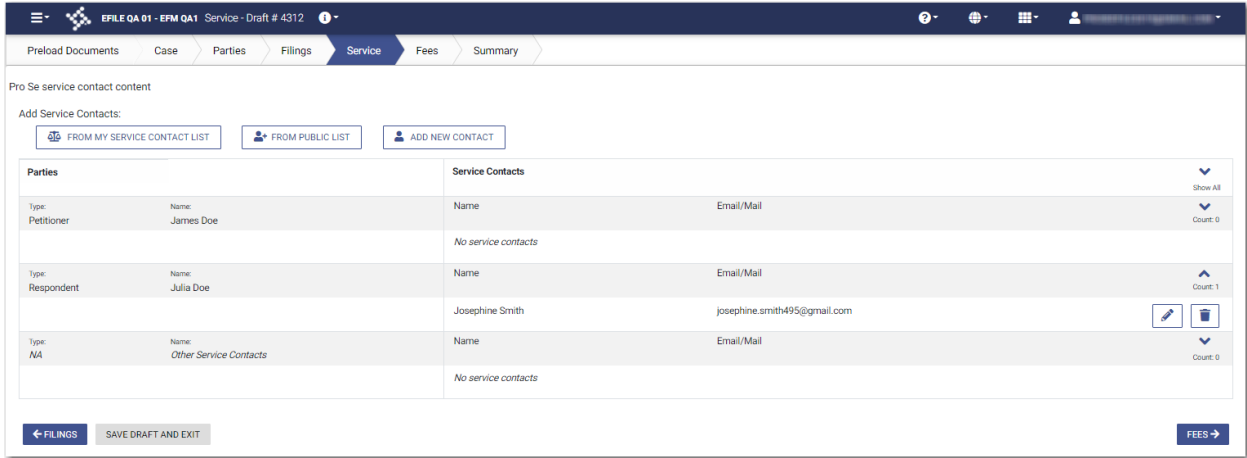 EFILE QA 01 - EFM QA1 Service - Draft # 4312
Preload Documents Case Parties Filings Service Fees Summary
Pro Se service contact content
Add Service Contacts:
FROM MY SERVICE CONTACT LIST FROM PUBLIC LIST ADD NEW CONTACT
Parties Service Contacts
Show All
Type: Name: Name Email/Mail
Petitioner James Doe Count: 0
No service contacts
Type: Name: Name Email/Mail
Respondent Julia Doe Count: 1
Josephine Smith josephine.smith495@gmail.com
Type: Name: Name Email/Mail
NA Other Service Contacts Count: 0
No service contacts
FILINGS SAVE DRAFT AND EXIT FEES